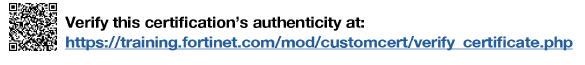 Verify this certification's authenticity at:
https://training.fortinet.com/mod/customcert/verify_certificate.php